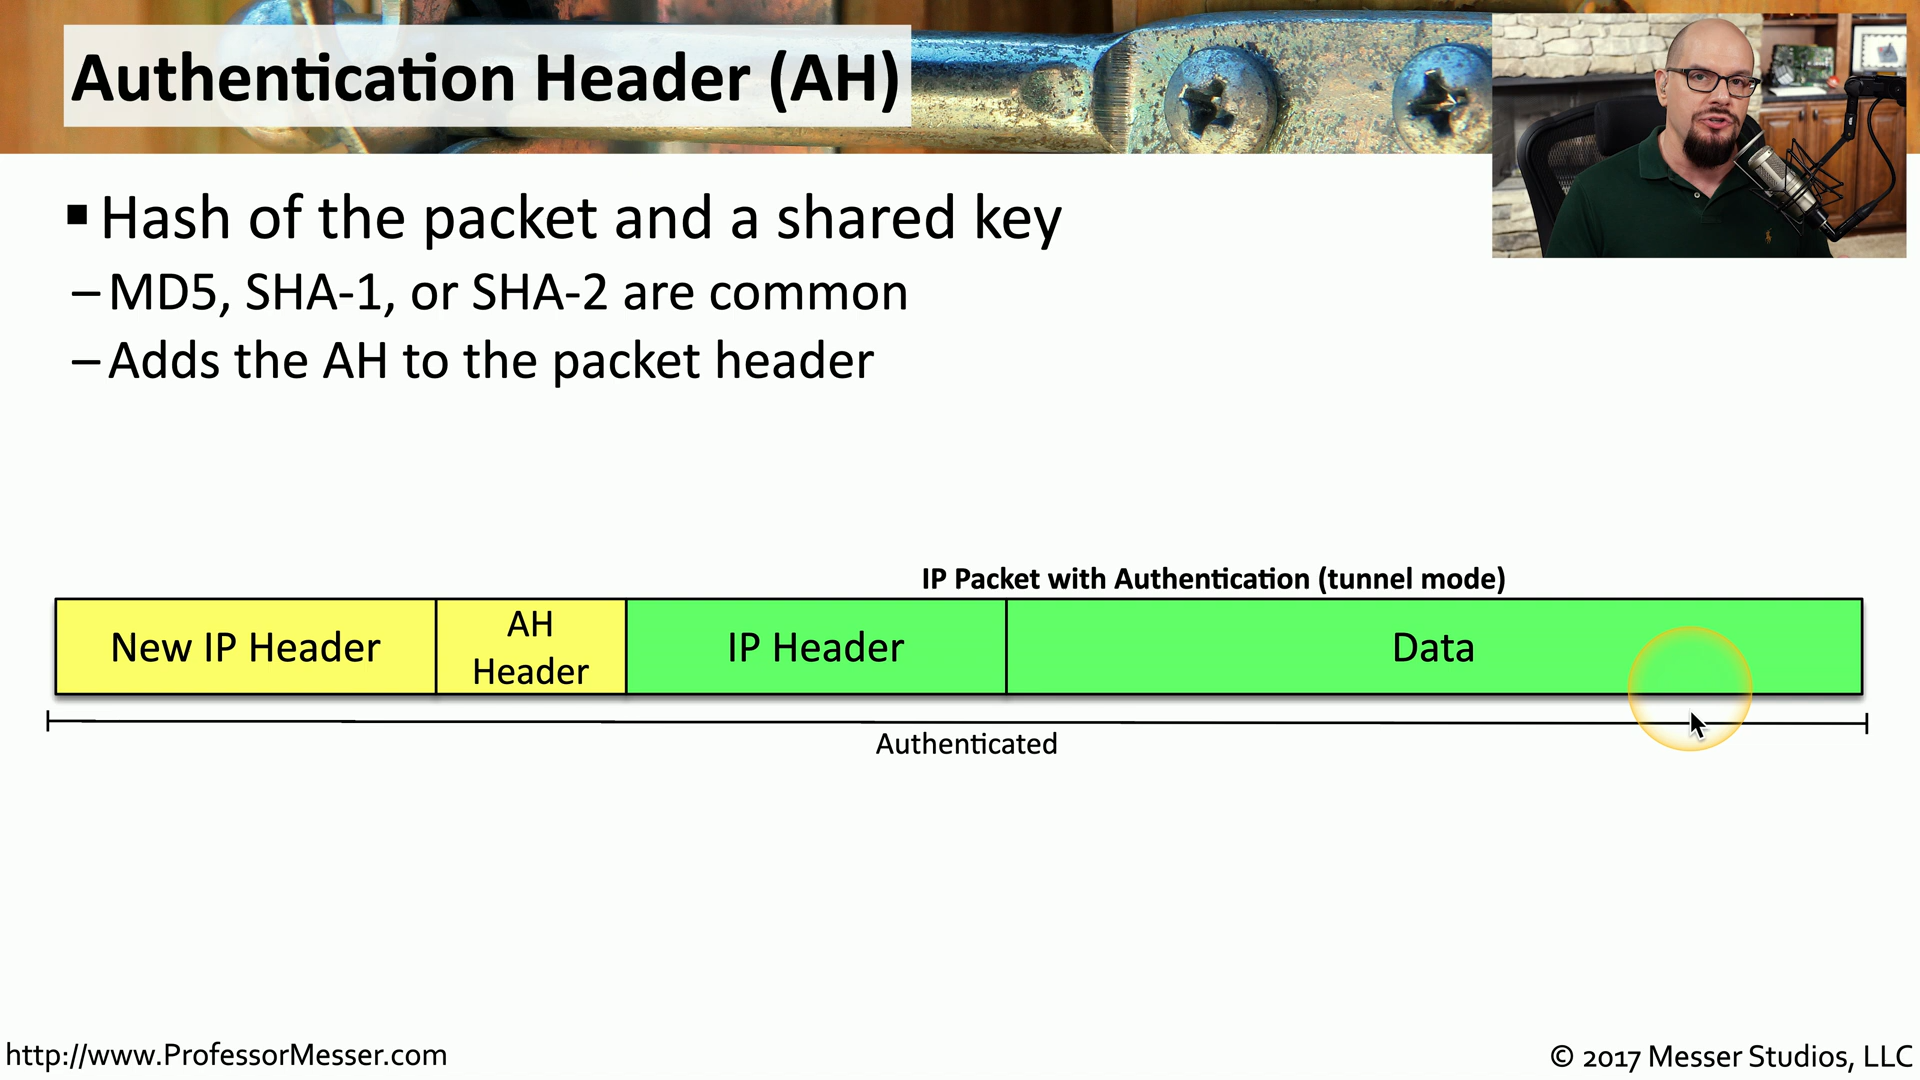 Authentication Header (AH)
▪ Hash of the packet and a shared key
– MD5, SHA-1, or SHA-2 are common
– Adds the AH to the packet header
IP Packet with Authentication (tunnel mode)
New IP Header
AH
Header
IP Header
Data
Authenticated
http://www.ProfessorMesser.com
© 2017 Messer Studios, LLC